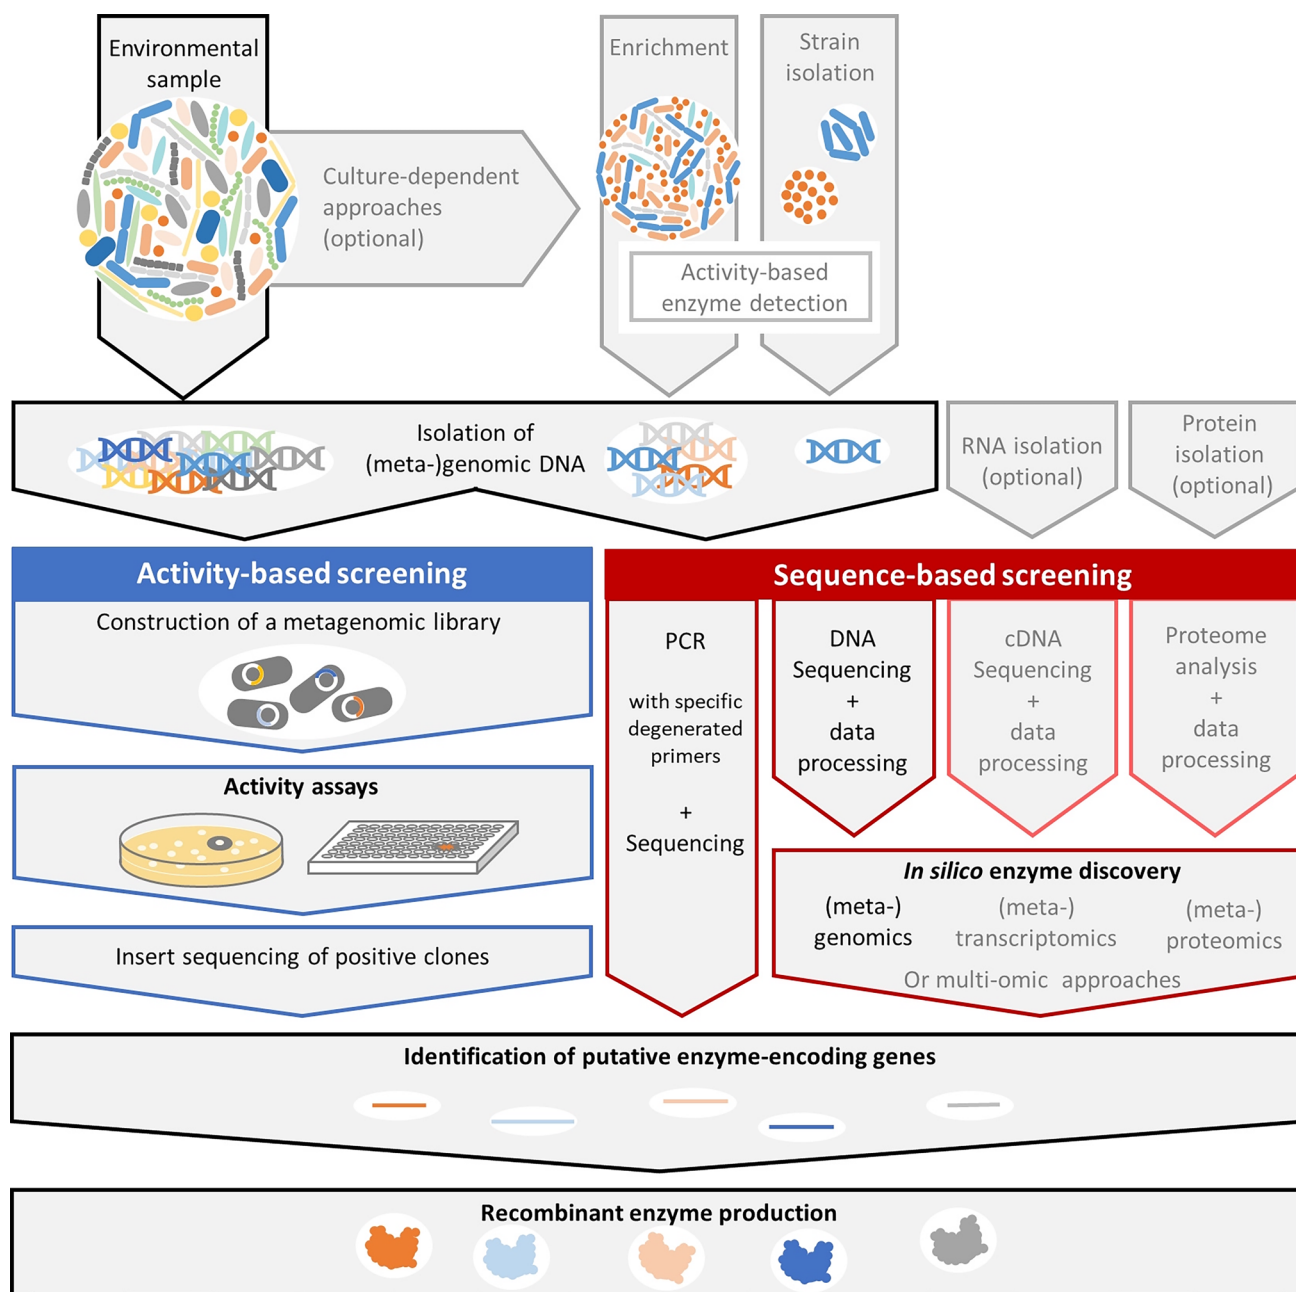 Environmental
sample
Enrichment
Strain
isolation
Culture-dependent
approaches
(optional)
Activity-based
enzyme detection
Isolation of
(meta-)genomic DNA
RNA isolation
(optional)
Protein
isolation
(optional)
Activity-based screening
Construction of a metagenomic library
Activity assays
Insert sequencing of positive clones
Sequence-based screening
PCR
with specific
degenerated
primers
+
Sequencing
DNA
Sequencing
+
data
processing
cDNA
Sequencing
+
data
processing
Proteome
analysis
+
data
processing
In silico enzyme discovery
(meta-)
genomics
(meta-)
transcriptomics
(meta-)
proteomics
Or multi-omic approaches
Identification of putative enzyme-encoding genes
Recombinant enzyme production